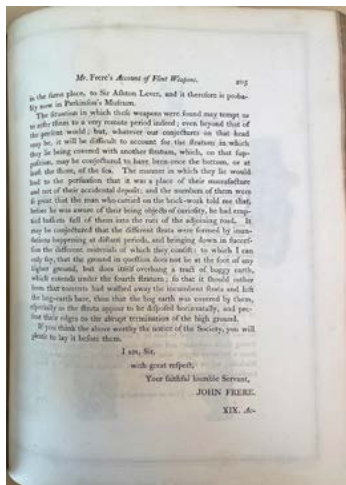 Mr. Frere's Account of Flint Weapons. 205
in the same place, to Sir Ashton Lever, and it therefore is proba-
bly now in Parkinson's Museum.
The situation in which these weapons were found may tempt us
to refer them to a very remote period indeed; even beyond that of
the present world; but, whatever our conjectures on that head
may be, it will be difficult to account for the stratum in which
they lie being covered with another stratum, which, on that sup-
position, may be conjectured to have been once the bottom, or at
least the shore, of the sea. The manner in which they lie would
lead to the persuasion that it was a place of their manufacture
and not of their accidental deposit; and the numbers of them were
so great that the man who carried on the brick-work told me that,
before he was aware of their being objects of curiosity, he had emp-
tied baskets full of them into the ruts of the adjoining road. It
may be conjectured that the different strata were formed by inun-
dations happening at distant periods, and bringing down in succes-
sion the different materials of which they consist: to which I can
only say, that the ground in question does not lie at the foot of any
higher ground, but does itself overhang a tract of boggy earth,
which extends under the fourth stratum; so that it should rather
seem that torrents had washed away the incumbent strata and left
the bog-earth bare, than that the bog earth was covered by them,
especially as the strata appear to be disposed horizontally, and pre-
sent their edges to the abrupt termination of the high ground.
If you think the above worthy the notice of the Society, you will
please to lay it before them.
I am, Sir,
with great respect,
Your faithful humble Servant,
JOHN FRERE.
XIX. Ac-